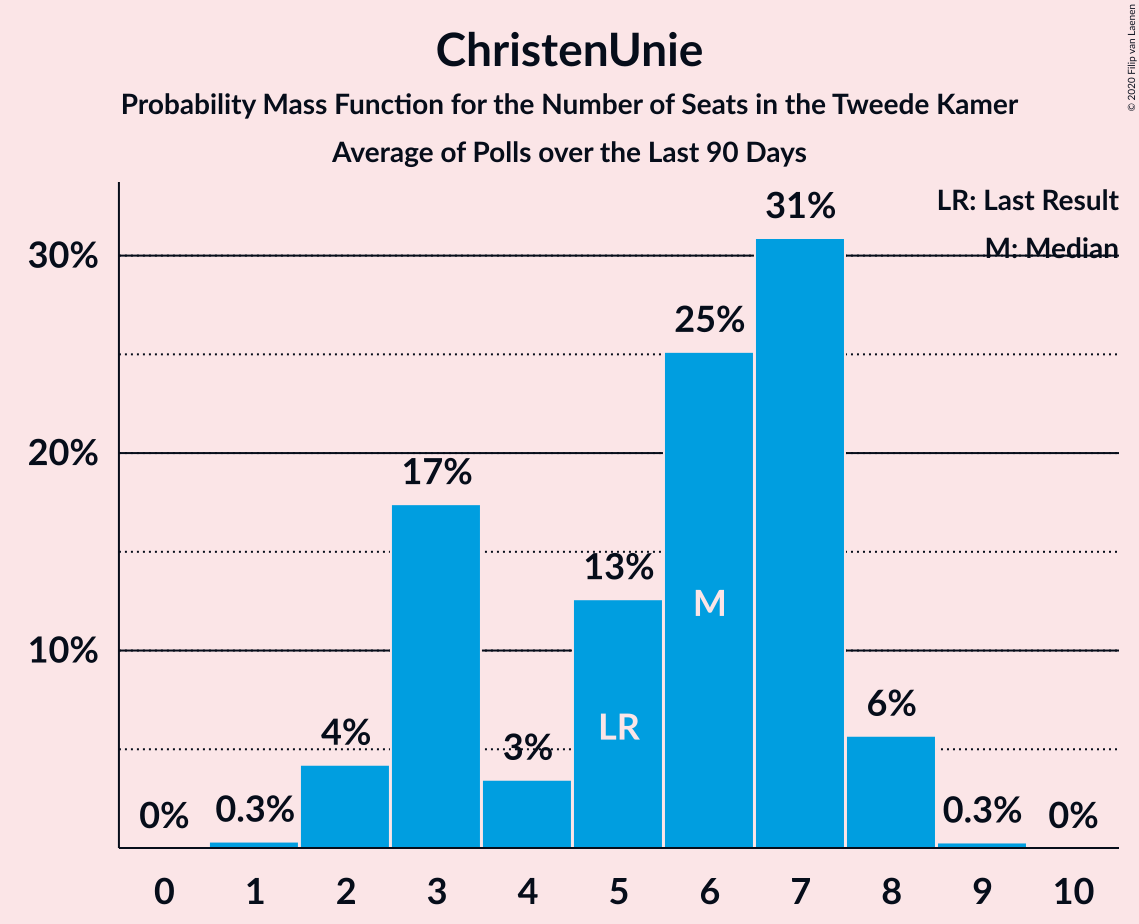 ChristenUnie
Probability Mass Function for the Number of Seats in the Tweede Kamer
Average of Polls over the Last 90 Days
© 2020 Filip van Laenen
LR: Last Result
M: Median
30%
20%
10%
0%
0.3%
4%
17%
3%
13%
25%
31%
6%
0.3%
0%
LR
M
0 1 2 3 4 5 6 7 8 9 10